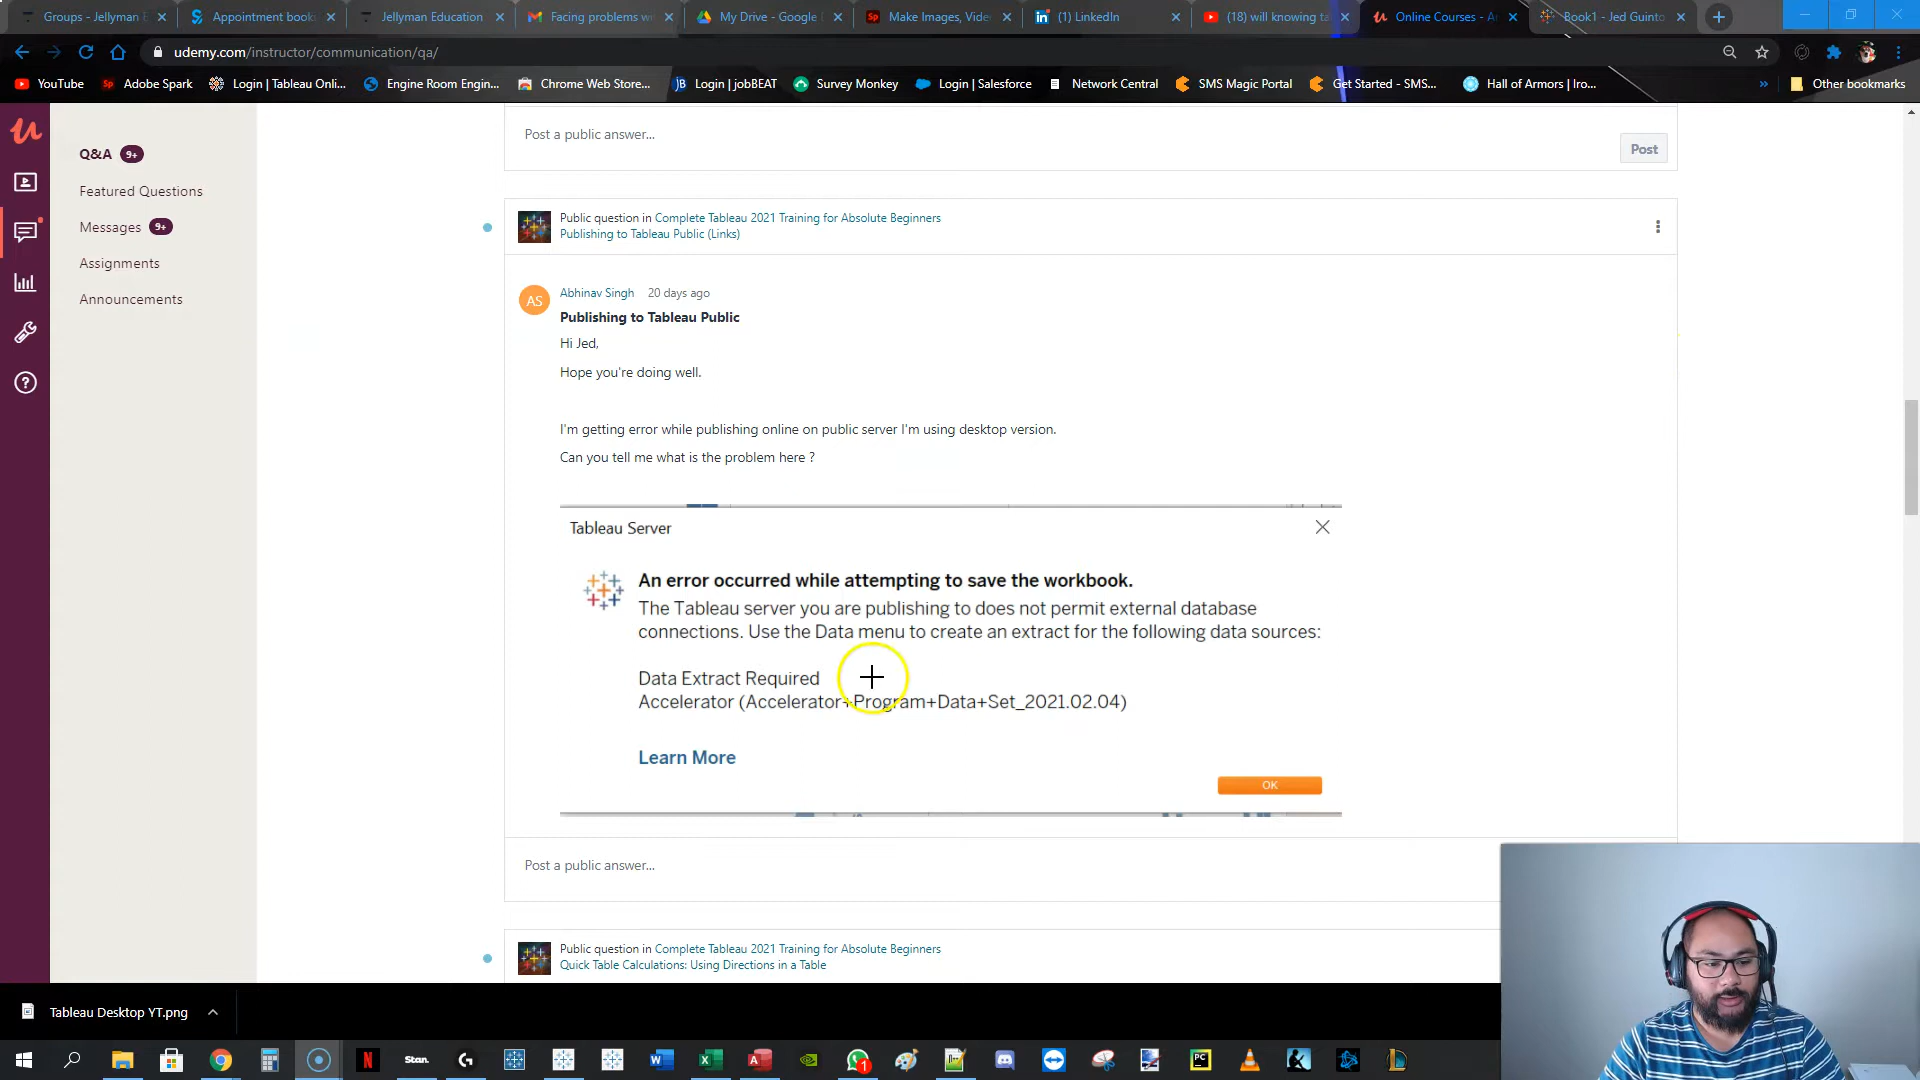 Groups - Jellyman E
Appointment book
Jellyman Education
Facing problems w
My Drive - Google
Make Images, Vide
(1) LinkedIn
(18) will knowing ta
Online Courses - A
Book1 - Jed Guinto
udemy.com/instructor/communication/qa/
YouTube
Adobe Spark
Login | Tableau Onli...
Engine Room Engin...
Chrome Web Store...
Login | jobBEAT
Survey Monkey
Login | Salesforce
Network Central
SMS Magic Portal
Get Started - SMS...
Hall of Armors | Iro...
»
Other bookmarks
Q&A 9+
Featured Questions
Messages 9+
Assignments
Announcements
Post a public answer...
Post
Public question in Complete Tableau 2021 Training for Absolute Beginners
Publishing to Tableau Public (Links)
AS
Abhinav Singh 20 days ago
Publishing to Tableau Public
Hi Jed,
Hope you're doing well.
I'm getting error while publishing online on public server I'm using desktop version.
Can you tell me what is the problem here ?
Tableau Server
An error occurred while attempting to save the workbook.
The Tableau server you are publishing to does not permit external database
connections. Use the Data menu to create an extract for the following data sources:
Data Extract Required
Accelerator (Accelerator+Program+Data+Set_2021.02.04)
Learn More
OK
Post a public answer...
Public question in Complete Tableau 2021 Training for Absolute Beginners
Quick Table Calculations: Using Directions in a Table
Tableau Desktop YT.png
Stan.
1
PC